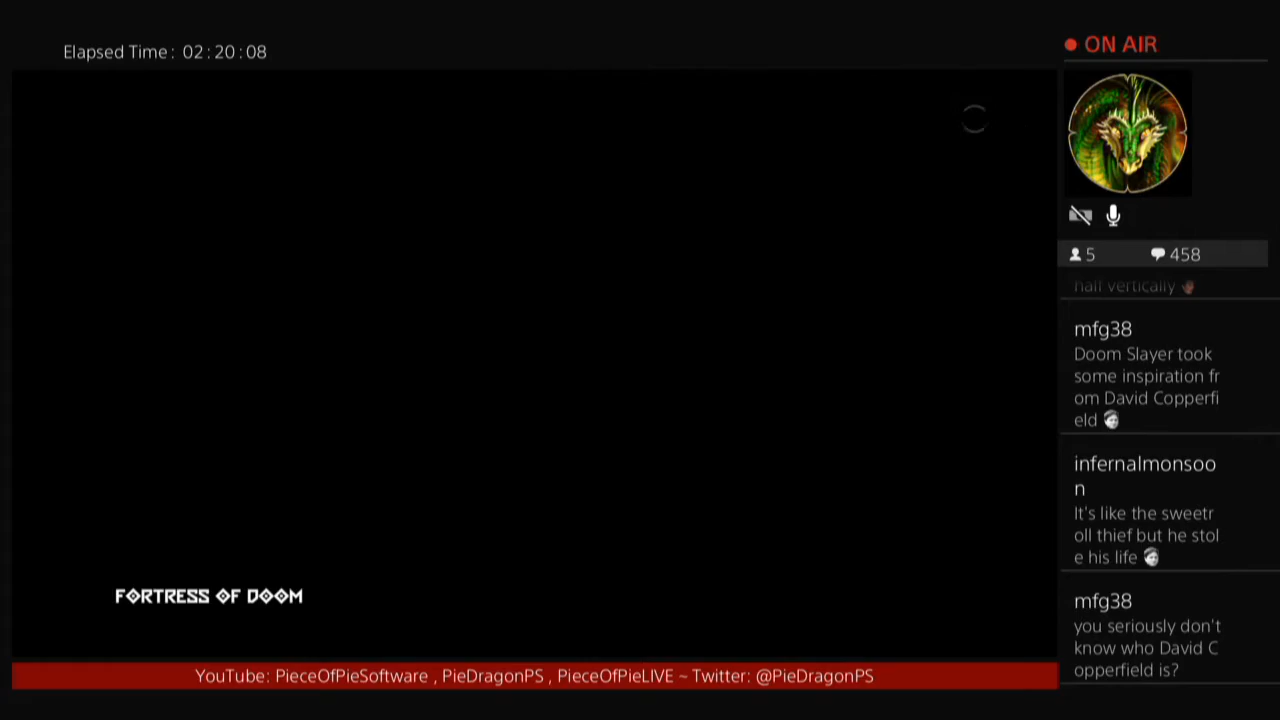 Elapsed Time: 02:20:08
ON AIR
5 458
half vertically
mfg38
Doom Slayer took
some inspiration fr
om David Copperfi
eld
infernalmonsoo
n
It's like the sweetr
oll thief but he stol
e his life
mfg38
you seriously don't
know who David C
opperfield is?
FORTRESS OF DOOM
YouTube: PieceOfPieSoftware , PieDragonPS , PieceOfPieLIVE ~ Twitter: @PieDragonPS